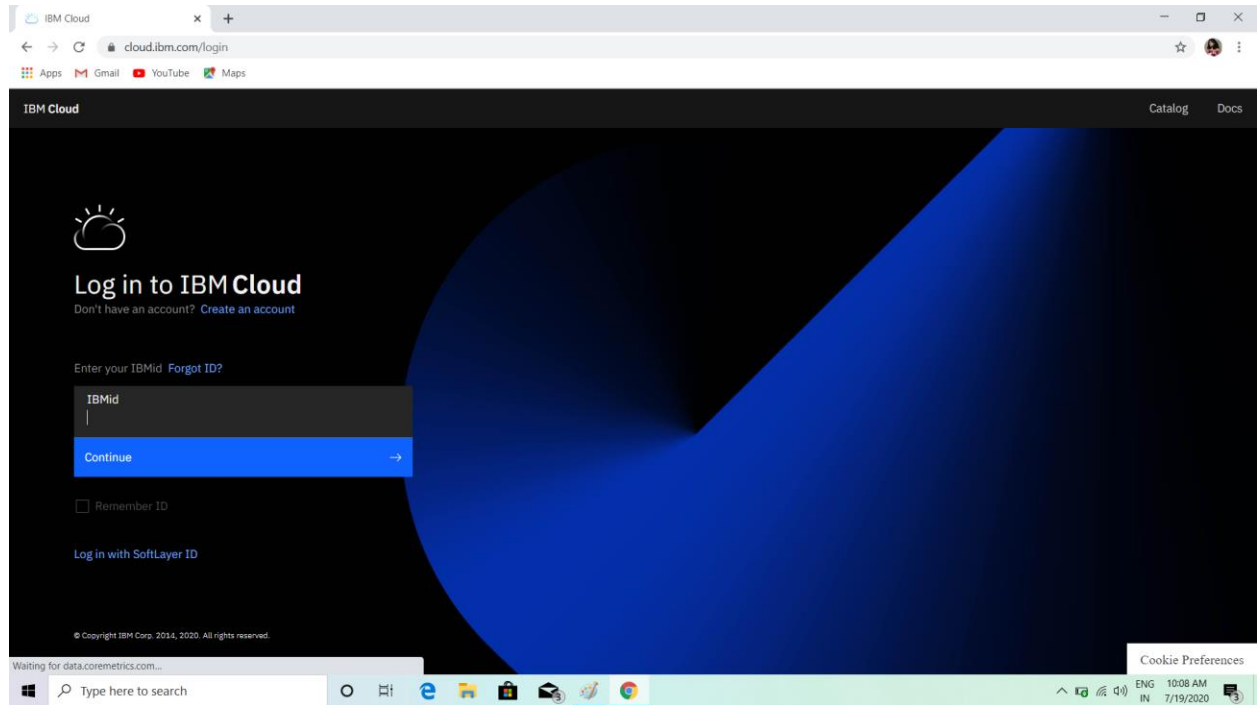 IBM Cloud
cloud.ibm.com/login
Apps Gmail YouTube Maps
IBM Cloud Catalog Docs
Log in to IBM Cloud
Don't have an account? Create an account
Enter your IBMid Forgot ID?
IBMid
Continue
Remember ID
Log in with SoftLayer ID
© Copyright IBM Corp. 2014, 2020. All rights reserved.
Cookie Preferences
Waiting for data.coremetrics.com...
Type here to search
ENG 10:08 AM
IN 7/19/2020